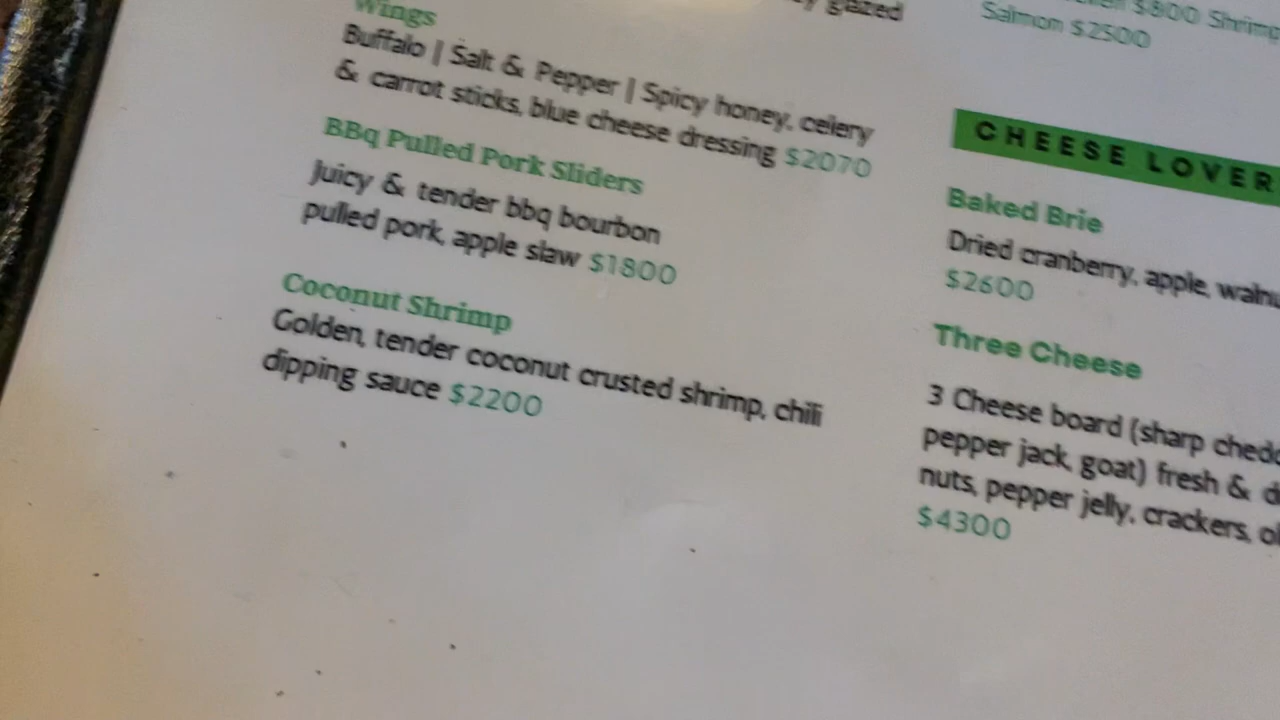 glazed
Wings
Buffalo | Salt & Pepper | Spicy honey, celery
& carrot sticks, blue cheese dressing $2070
BBq Pulled Pork Sliders
Juicy & tender bbq bourbon
pulled pork, apple slaw $1800
Coconut Shrimp
Golden, tender coconut crusted shrimp, chili
dipping sauce $2200
$800 Shrimp
Salmon $2500
CHEESE LOVER
Baked Brie
Dried cranberry, apple,
$2600
Three Cheese
3 Cheese board (sharp
pepper jack, goat) fresh &
nuts, pepper jelly, crackers,
$4300